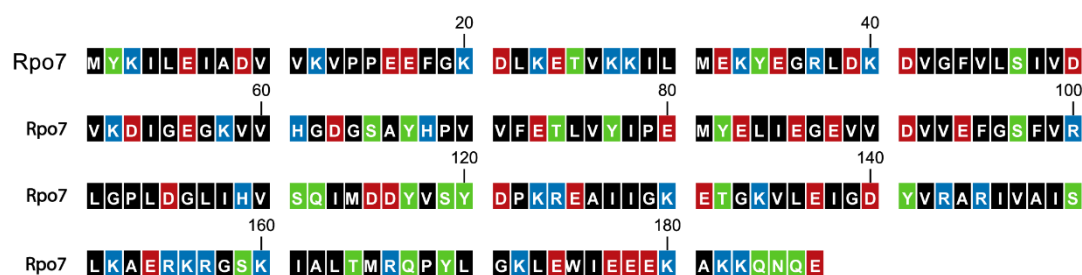 20 40
Rpo7 MYKILEIADV VKVPPEEFGK DLKETVKKIL MEKYEGRLDK DVGFVLSIVD
60 80 100
Rpo7 VKDIGEGKVV HGDGSAYHPV VFETLVYIPE MYELIEGEVV DVVEFGSFVR
120 140
Rpo7 LGPLDGLIHV SQIMDDYVSY DPKREAIIGK ETGKVLEIGD YVRARIVAIS
160 180
Rpo7 LKAERKRGSK IALTMRQPYL GKLEWIEEEK AKKQNQE